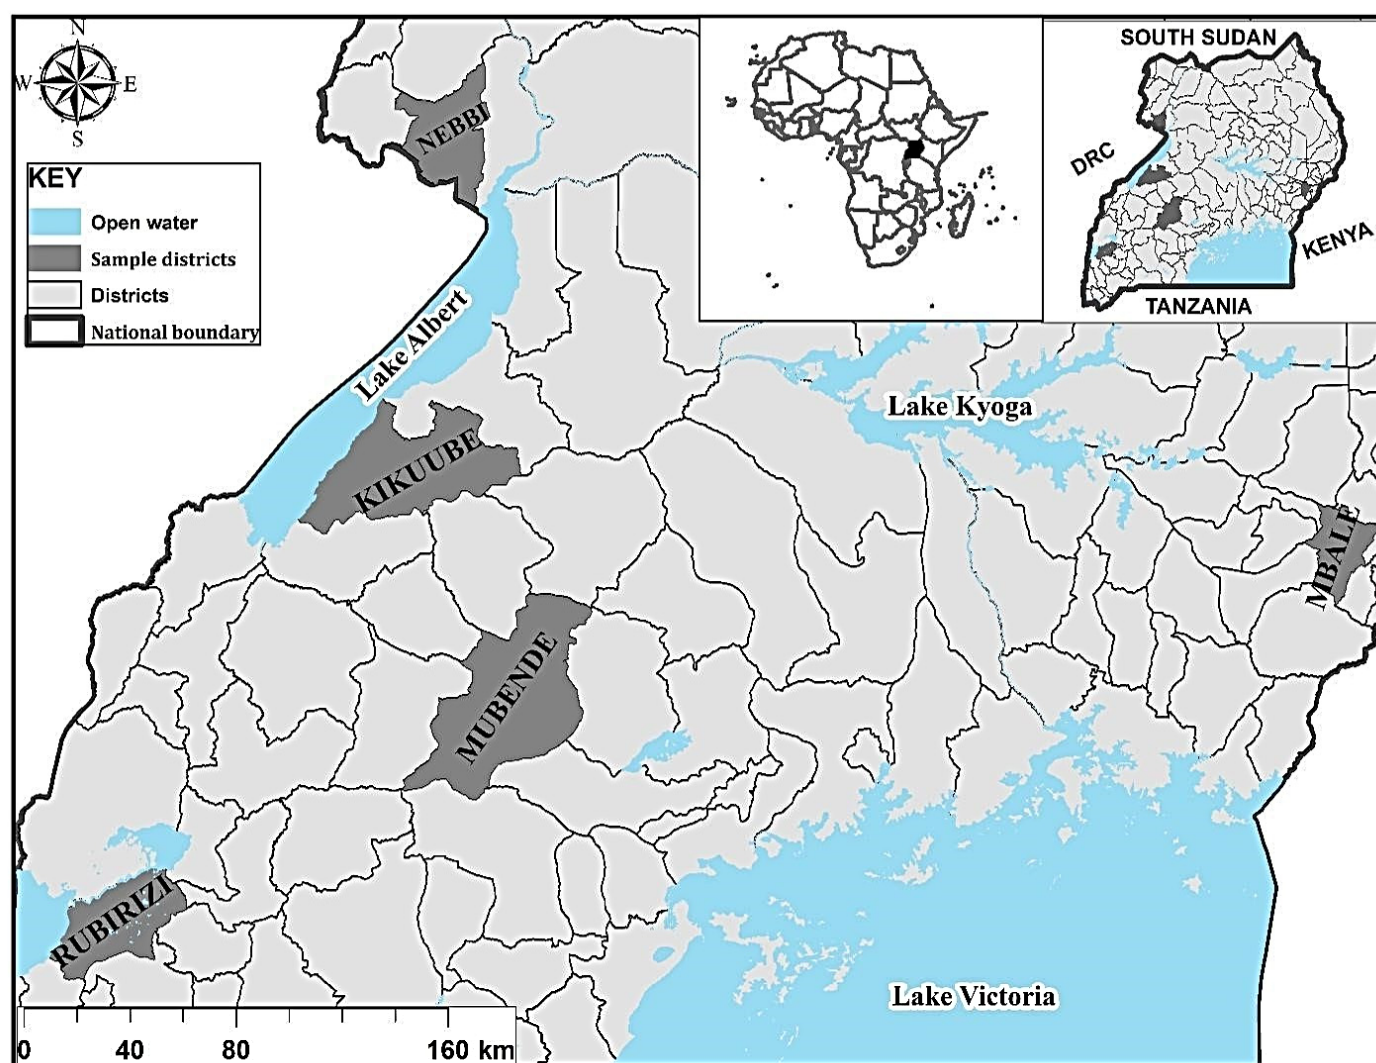 N
W E
S
KEY
Open water
Sample districts
Districts
National boundary
NEBBI
Lake Albert
KIKUUBE
MUBENDE
RUBIRIZI
MBALE
Lake Kyoga
Lake Victoria
SOUTH SUDAN
DRC
KENYA
TANZANIA
0 40 80 160 km